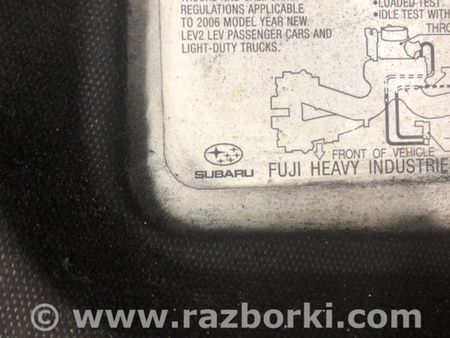 REGULATIONS APPLICABLE
TO 2006 MODEL YEAR NEW
LEV2 LEV PASSENGER CARS AND
LIGHT-DUTY TRUCKS.
•LOADED TEST
•IDLE TEST WITH
THRO
FRONT OF VEHICLE
SUBARU
FUJI HEAVY INDUSTRIE
© www.razborki.com